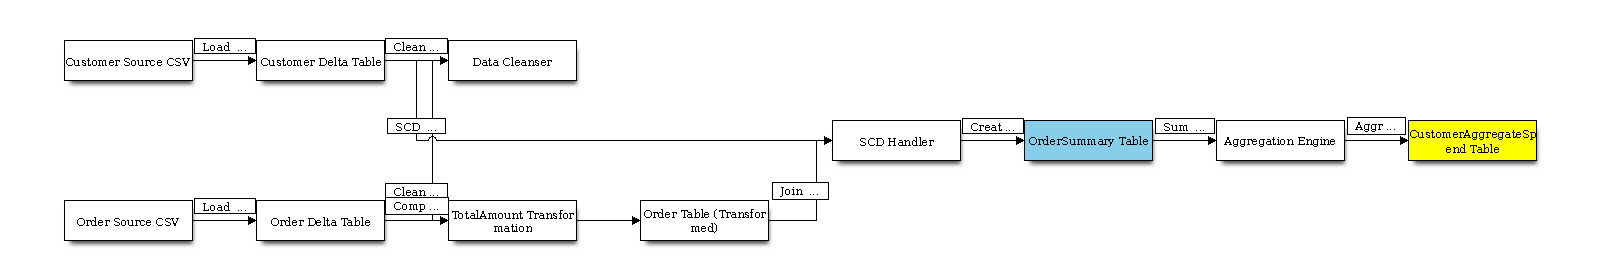 Load ...
Clean ...
Customer Source CSV
Customer Delta Table
Data Cleanser
SCD ...
Creat ...
Sum ...
Aggr ...
SCD Handler
OrderSummary Table
Aggregation Engine
CustomerAggregateSp
end Table
Clean ...
Join ...
Load ...
Comp ...
Order Source CSV
Order Delta Table
TotalAmount Transfor
mation
Order Table (Transfor
med)